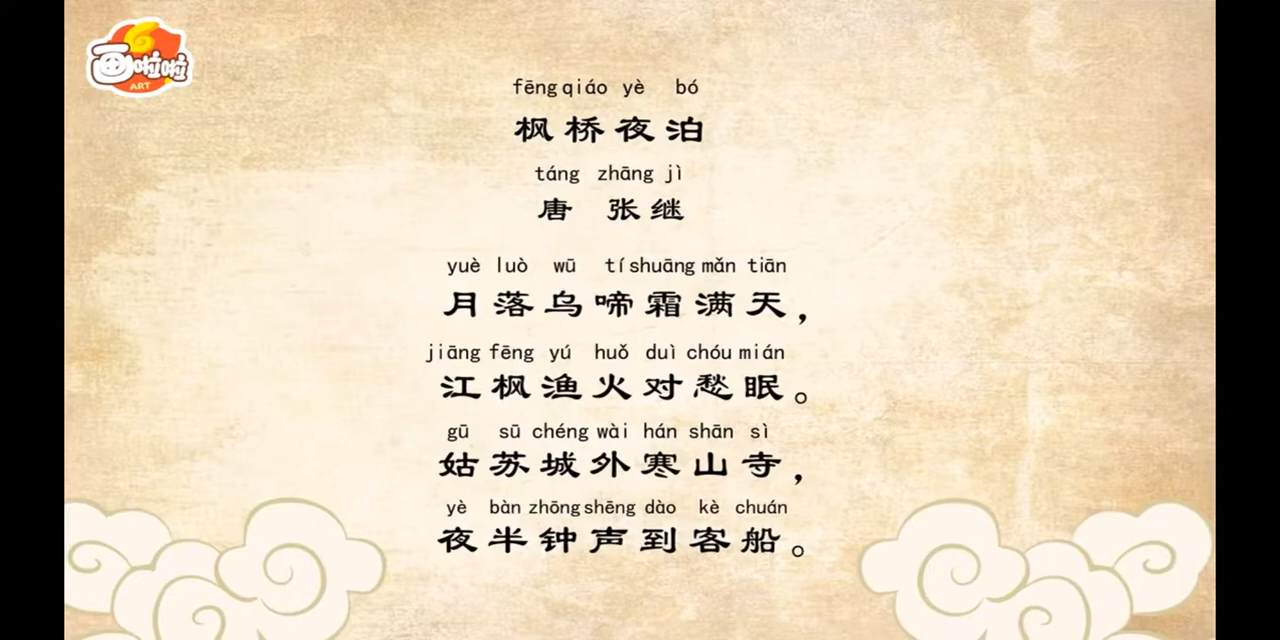 画啦啦
ART
fēng qiáo yè bó
枫桥夜泊
táng zhāng jì
唐 张继
yuè luò wū tí shuāng mǎn tiān
月落乌啼霜满天，
jiāng fēng yú huǒ duì chóu mián
江枫渔火对愁眠。
gū sū chéng wài hán shān sì
姑苏城外寒山寺，
yè bàn zhōng shēng dào kè chuán
夜半钟声到客船。